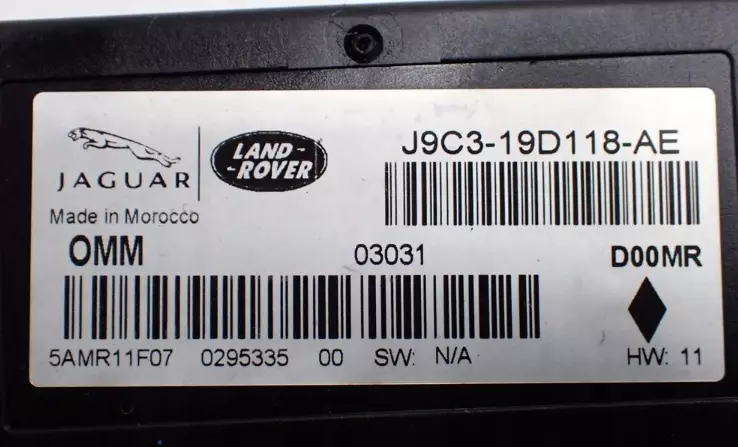 JAGUAR
LAND-
-ROVER
J9C3-19D118-AE
Made in Morocco
OMM 03031 D00MR
5AMR11F07 0295335 00 SW: N/A HW: 11